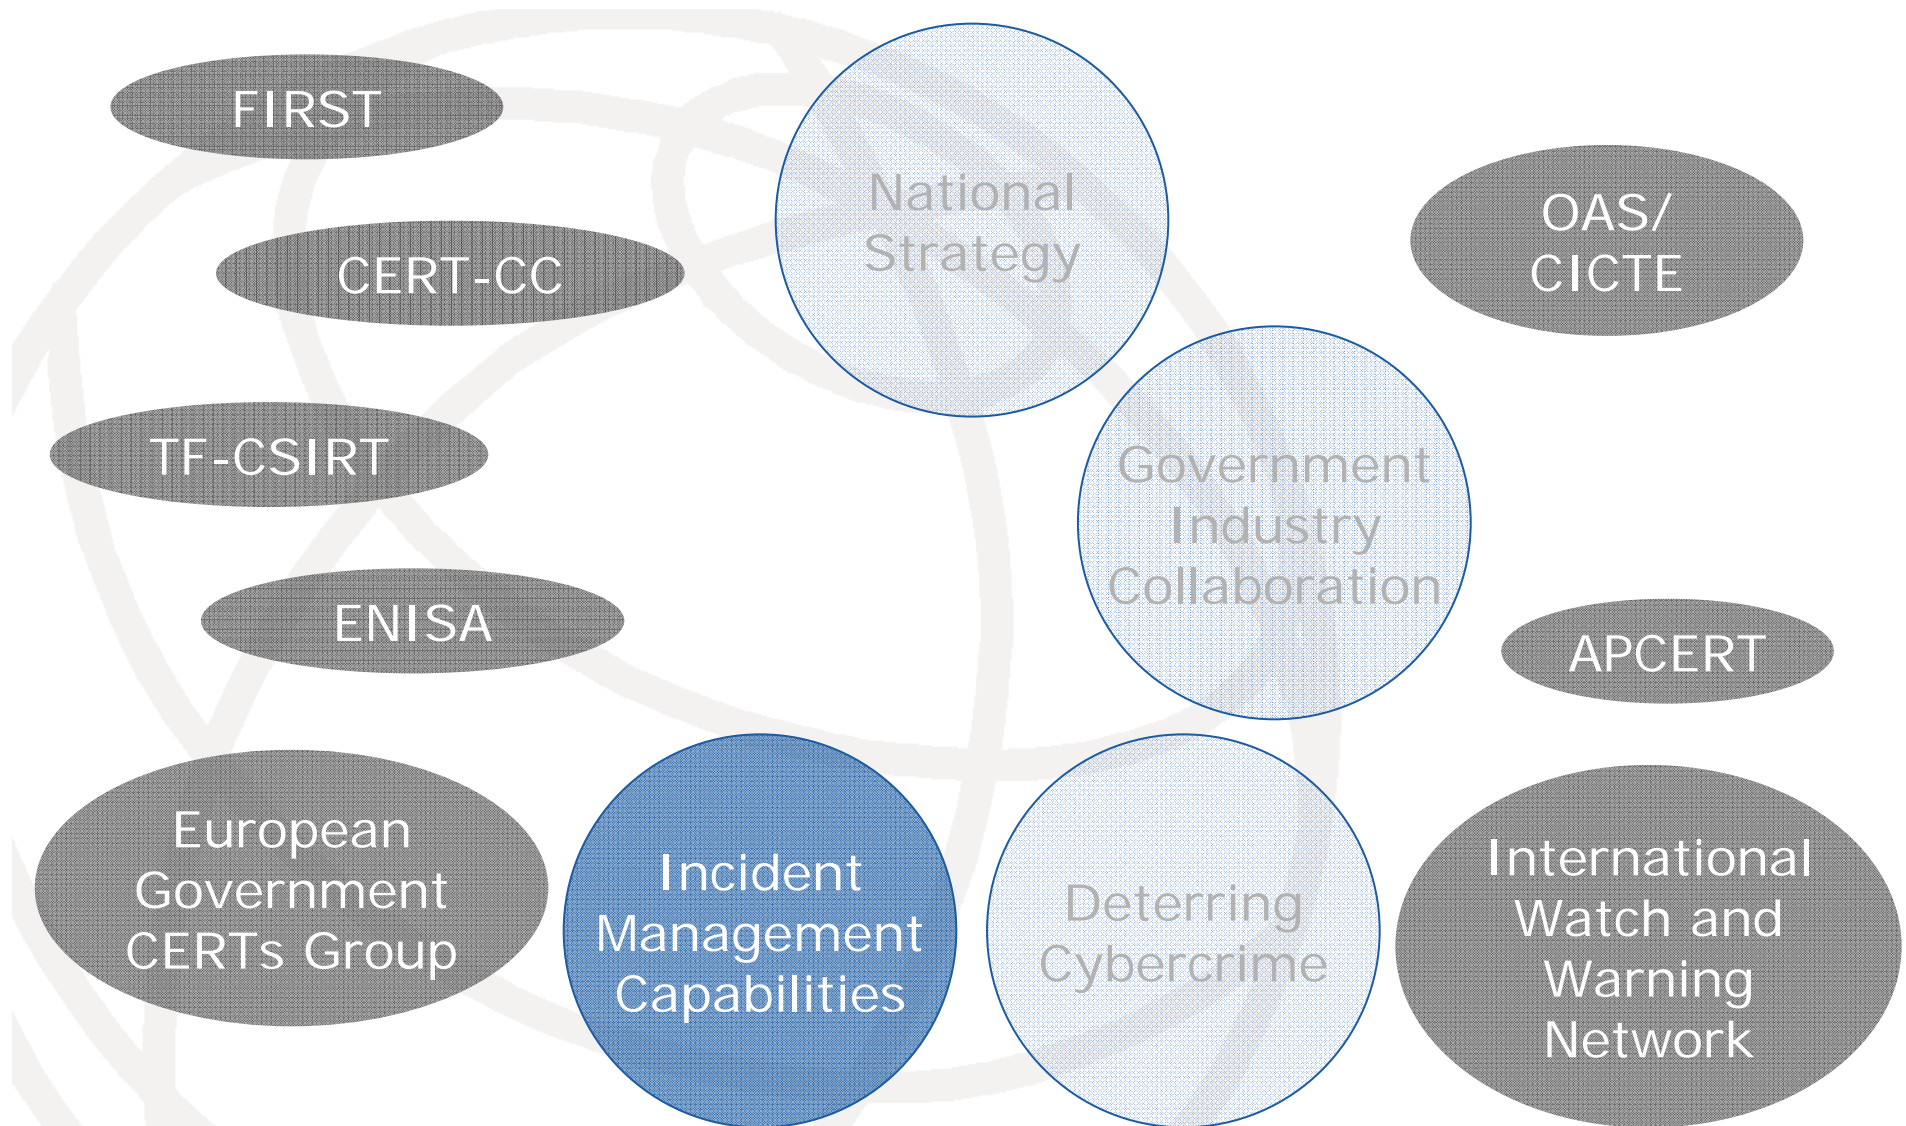 FIRST
National
Strategy
OAS/
CICTE
CERT-CC
TF-CSIRT
Government
Industry
Collaboration
ENISA
APCERT
European
Government
CERTs Group
Incident
Management
Capabilities
Deterring
Cybercrime
International
Watch and
Warning
Network